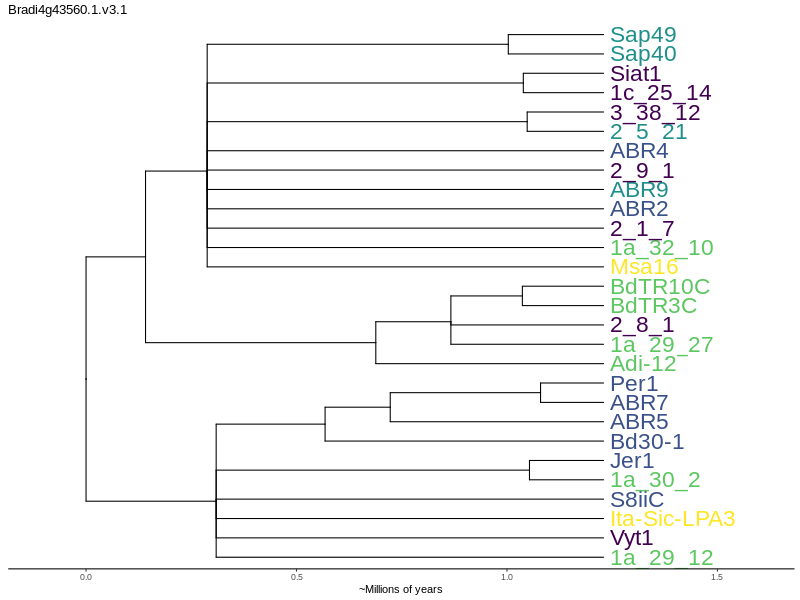 Bradi4g43560.1.v3.1
Sap49
Sap40
Siat1
1c_25_14
3_38_12
2_5_21
ABR4
2_9_1
ABR9
ABR2
2_1_7
1a_32_10
Msa16
BdTR10C
BdTR3C
2_8_1
1a_29_27
Adi-12
Per1
ABR7
ABR5
Bd30-1
Jer1
1a_30_2
S8iiC
Ita-Sic-LPA3
Vyt1
1a_29_12
0.0 0.5 1.0 1.5
~Millions of years